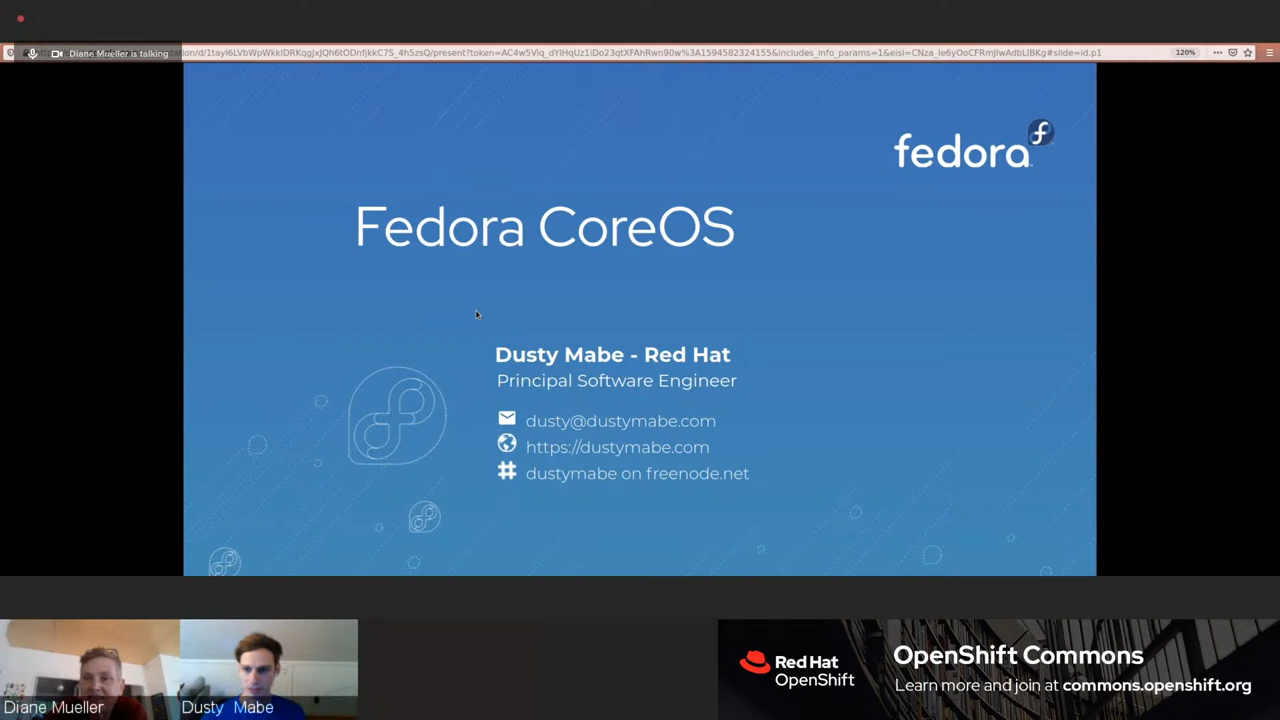 Diane Mueller is talking
120%
fedora
Fedora CoreOS
Dusty Mabe - Red Hat
Principal Software Engineer
dusty@dustymabe.com
https://dustymabe.com
dustymabe on freenode.net
Diane Mueller
Dusty Mabe
Red Hat
OpenShift
OpenShift Commons
Learn more and join at commons.openshift.org